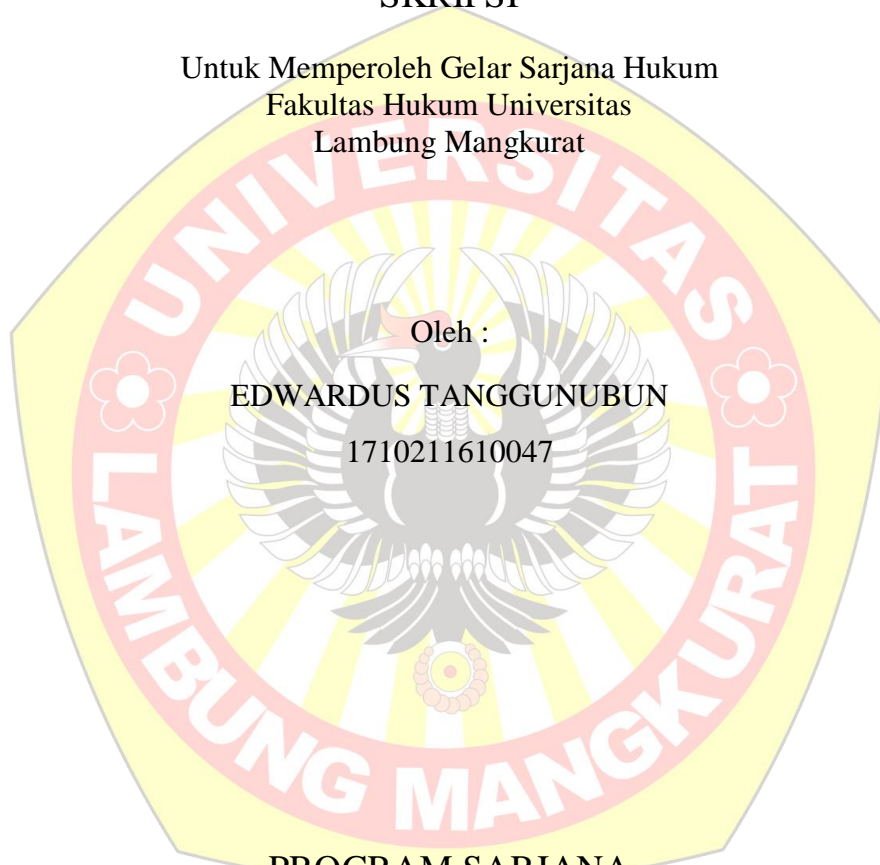 SKRIPSI
Untuk Memperoleh Gelar Sarjana Hukum
Fakultas Hukum Universitas
Lambung Mangkurat
UNIVERSITAS
Oleh :
EDWARDUS TANGGUNUBUN
1710211610047
LAMBUNG MANGKURAT
PROGRAM SARJANA